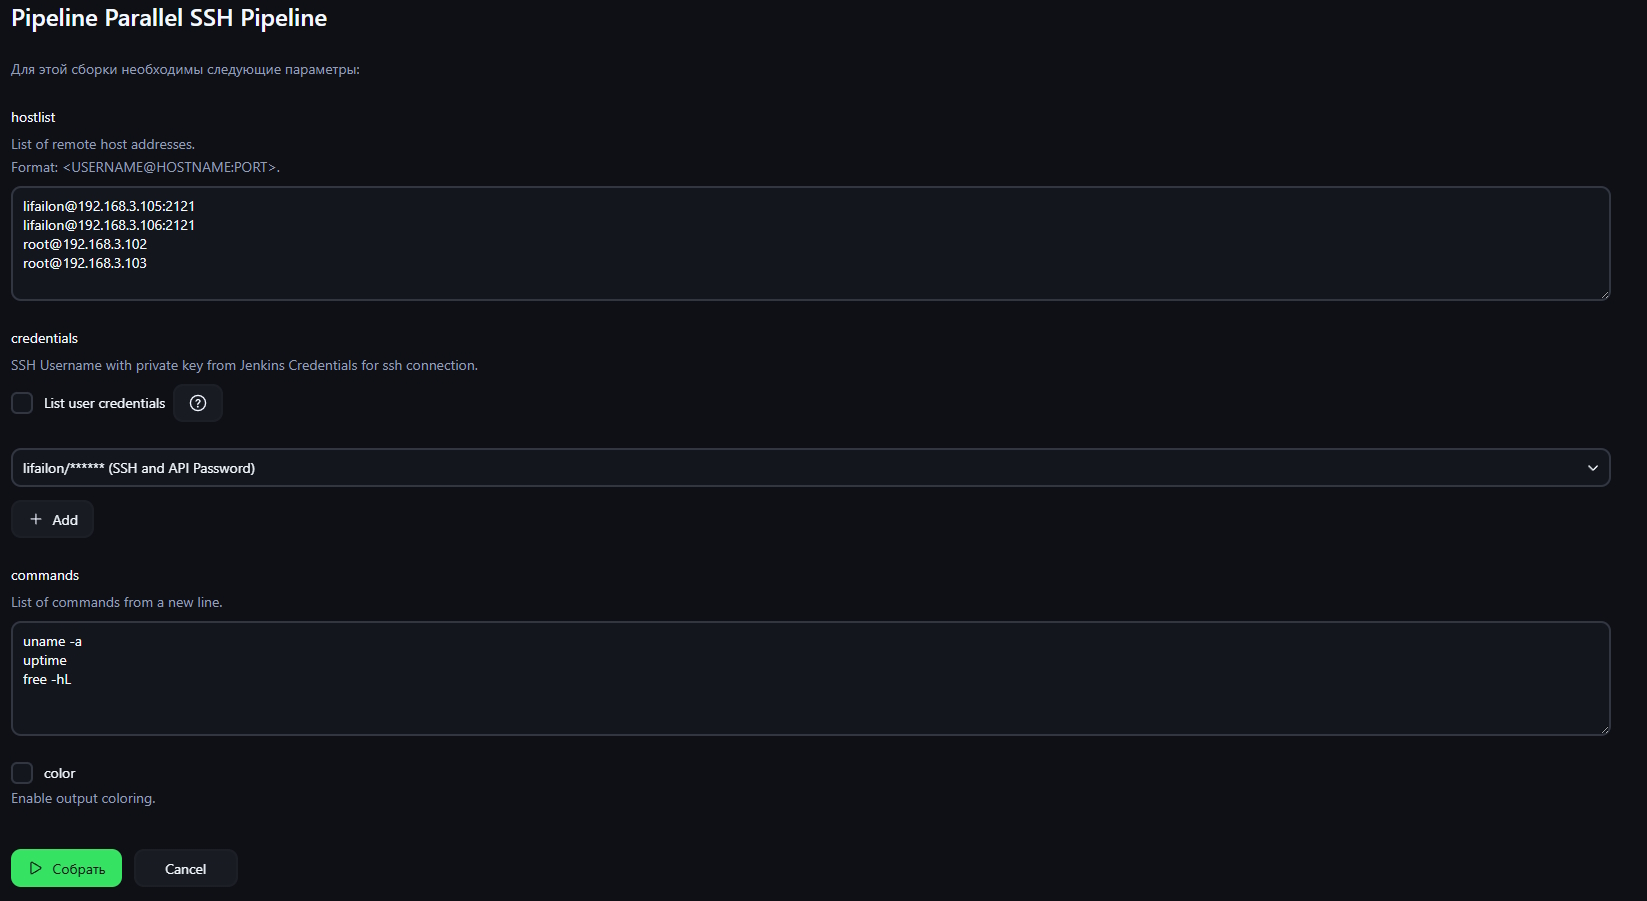 Pipeline Parallel SSH Pipeline
Для этой сборки необходимы следующие параметры:
hostlist
List of remote host addresses.
Format: <USERNAME@HOSTNAME:PORT>.
lifailon@192.168.3.105:2121
lifailon@192.168.3.106:2121
root@192.168.3.102
root@192.168.3.103
credentials
SSH Username with private key from Jenkins Credentials for ssh connection.
List user credentials
lifailon/****** (SSH and API Password)
Add
commands
List of commands from a new line.
uname -a
uptime
free -hL
color
Enable output coloring.
Собрать Cancel